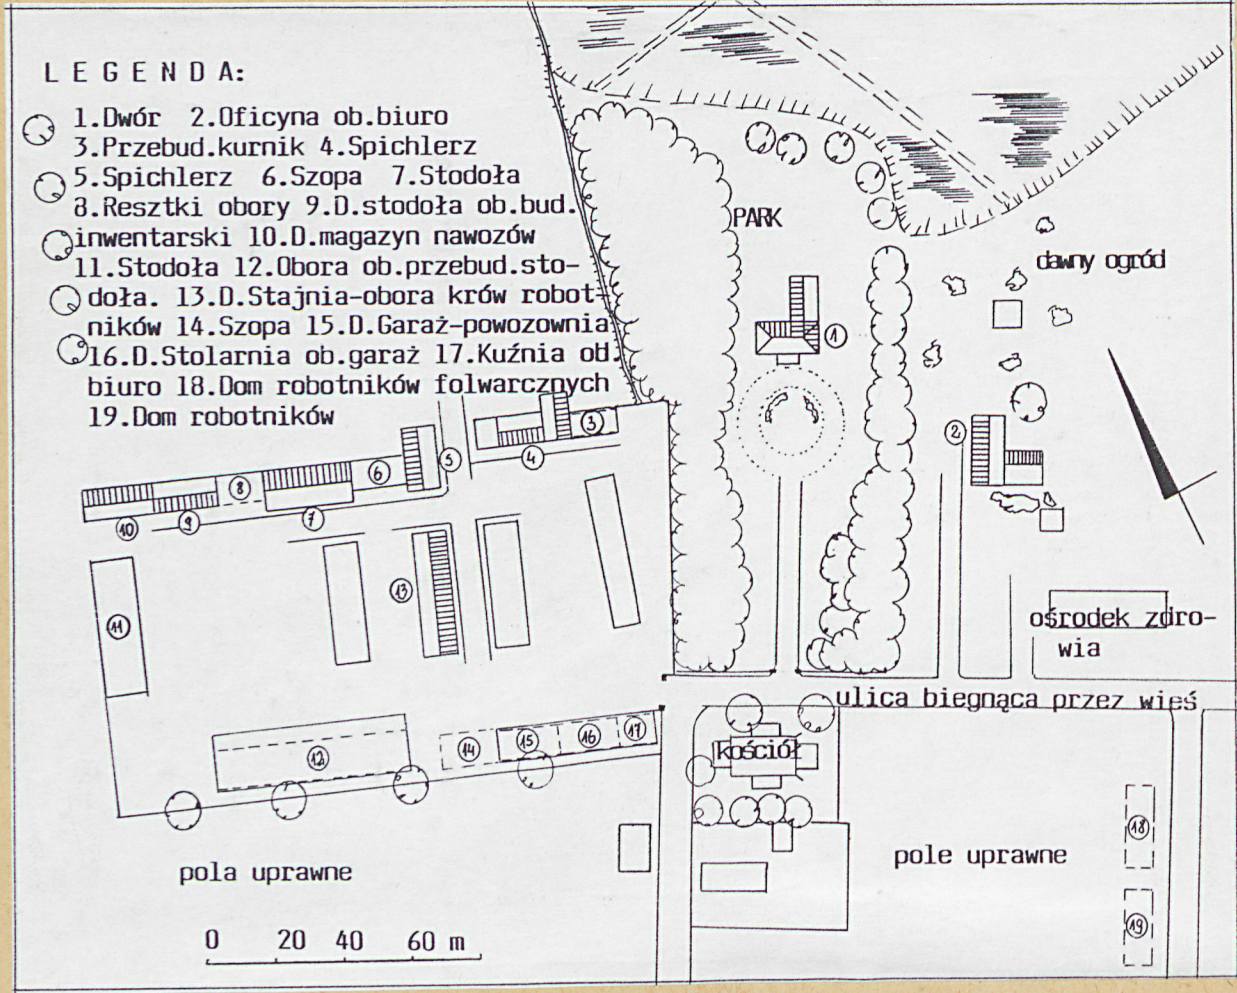 L E G E N D A:
1.Dwór 2.Oficyna ob.biuro
3.Przebud.kurnik 4.Spichlerz
5.Spichlerz 6.Szopa 7.Stodoła
8.Resztki obory 9.D.stodoła ob.bud.
inwentarski 10.D.magazyn nawozów
11.Stodoła 12.Obora ob.przebud.sto-
doła. 13.D.Stajnia-obora krów robot-
ników 14.Szopa 15.D.Garaż-powozownia
16.D.Stolarnia ob.garaż 17.Kuźnia ob.
biuro 18.Dom robotników folwarcznych
19.Dom robotników
PARK
dawny ogród
1
2
3
4
5
6
7
8
9
10
11
13
ośrodek zdro-
wia
ulica biegnąca przez wieś
12
14
15
16
17
kościół
18
19
pola uprawne
pole uprawne
0 20 40 60 m